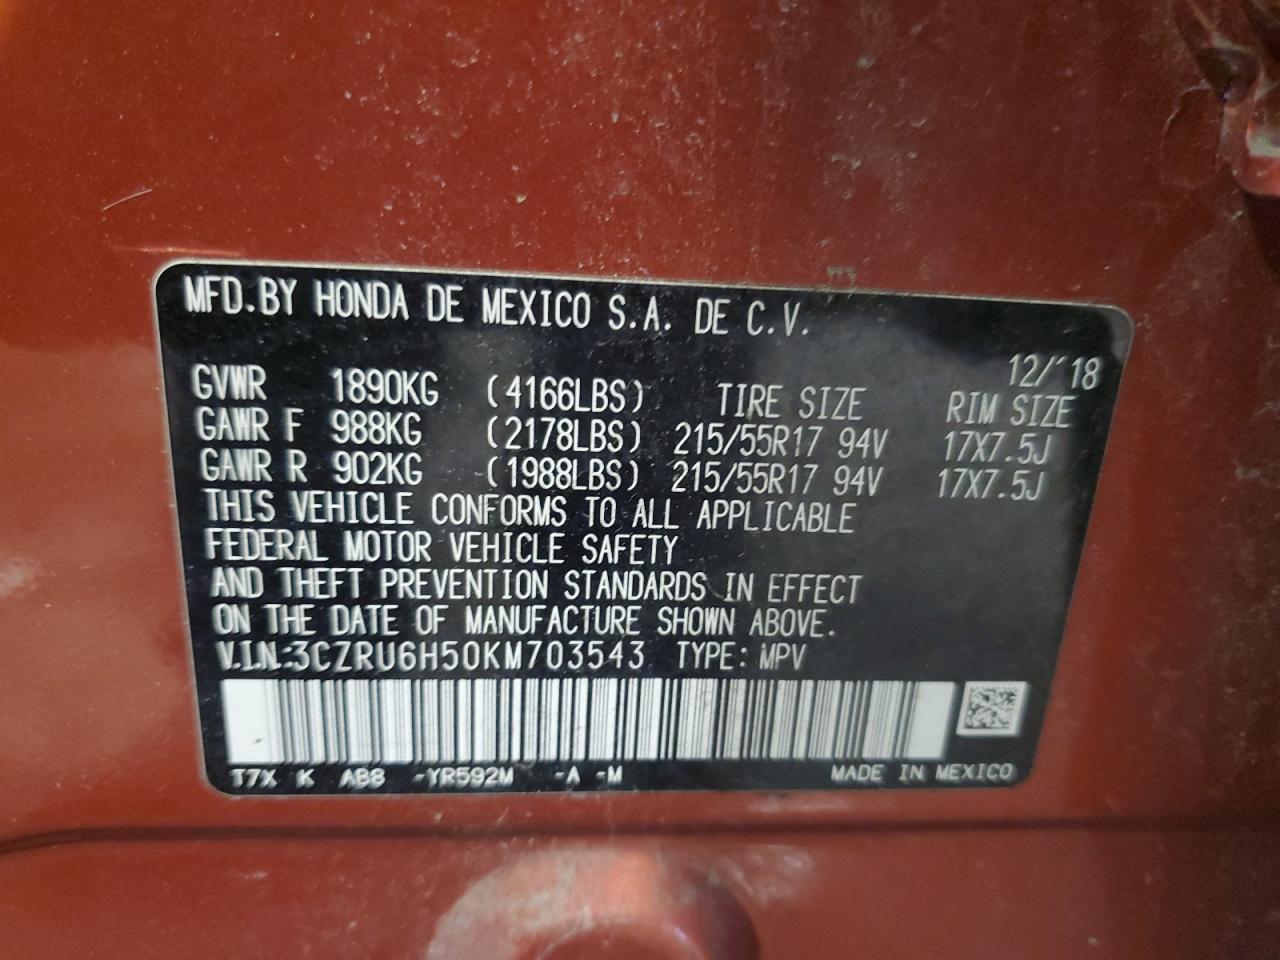 MFD.BY HONDA DE MEXICO S.A. DE C.V.
12/'18
GVWR 1890KG (4166LBS) TIRE SIZE RIM SIZE
GAWR F 988KG (2178LBS) 215/55R17 94V 17X7.5J
GAWR R 902KG (1988LBS) 215/55R17 94V 17X7.5J
THIS VEHICLE CONFORMS TO ALL APPLICABLE
FEDERAL MOTOR VEHICLE SAFETY
AND THEFT PREVENTION STANDARDS IN EFFECT
ON THE DATE OF MANUFACTURE SHOWN ABOVE.
V.I.N.:3CZRU6H50KM703543 TYPE: MPV
T7X K AB8 -YR592M -A -M MADE IN MEXICO